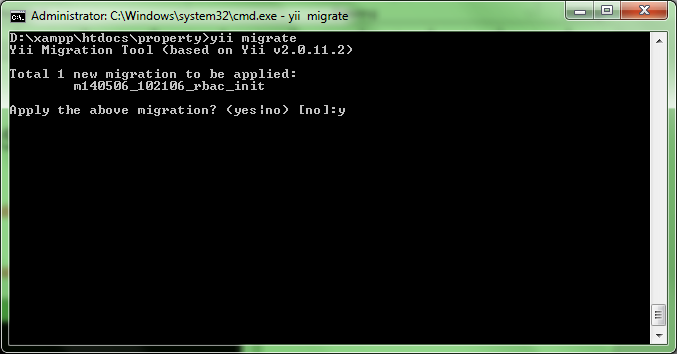 Administrator: C:\Windows\system32\cmd.exe - yii  migrate
D:\xampp\htdocs\property>yii migrate
Yii Migration Tool (based on Yii v2.0.11.2)
Total 1 new migration to be applied:
        m140506_102106_rbac_init
Apply the above migration? (yes|no) [no]:y